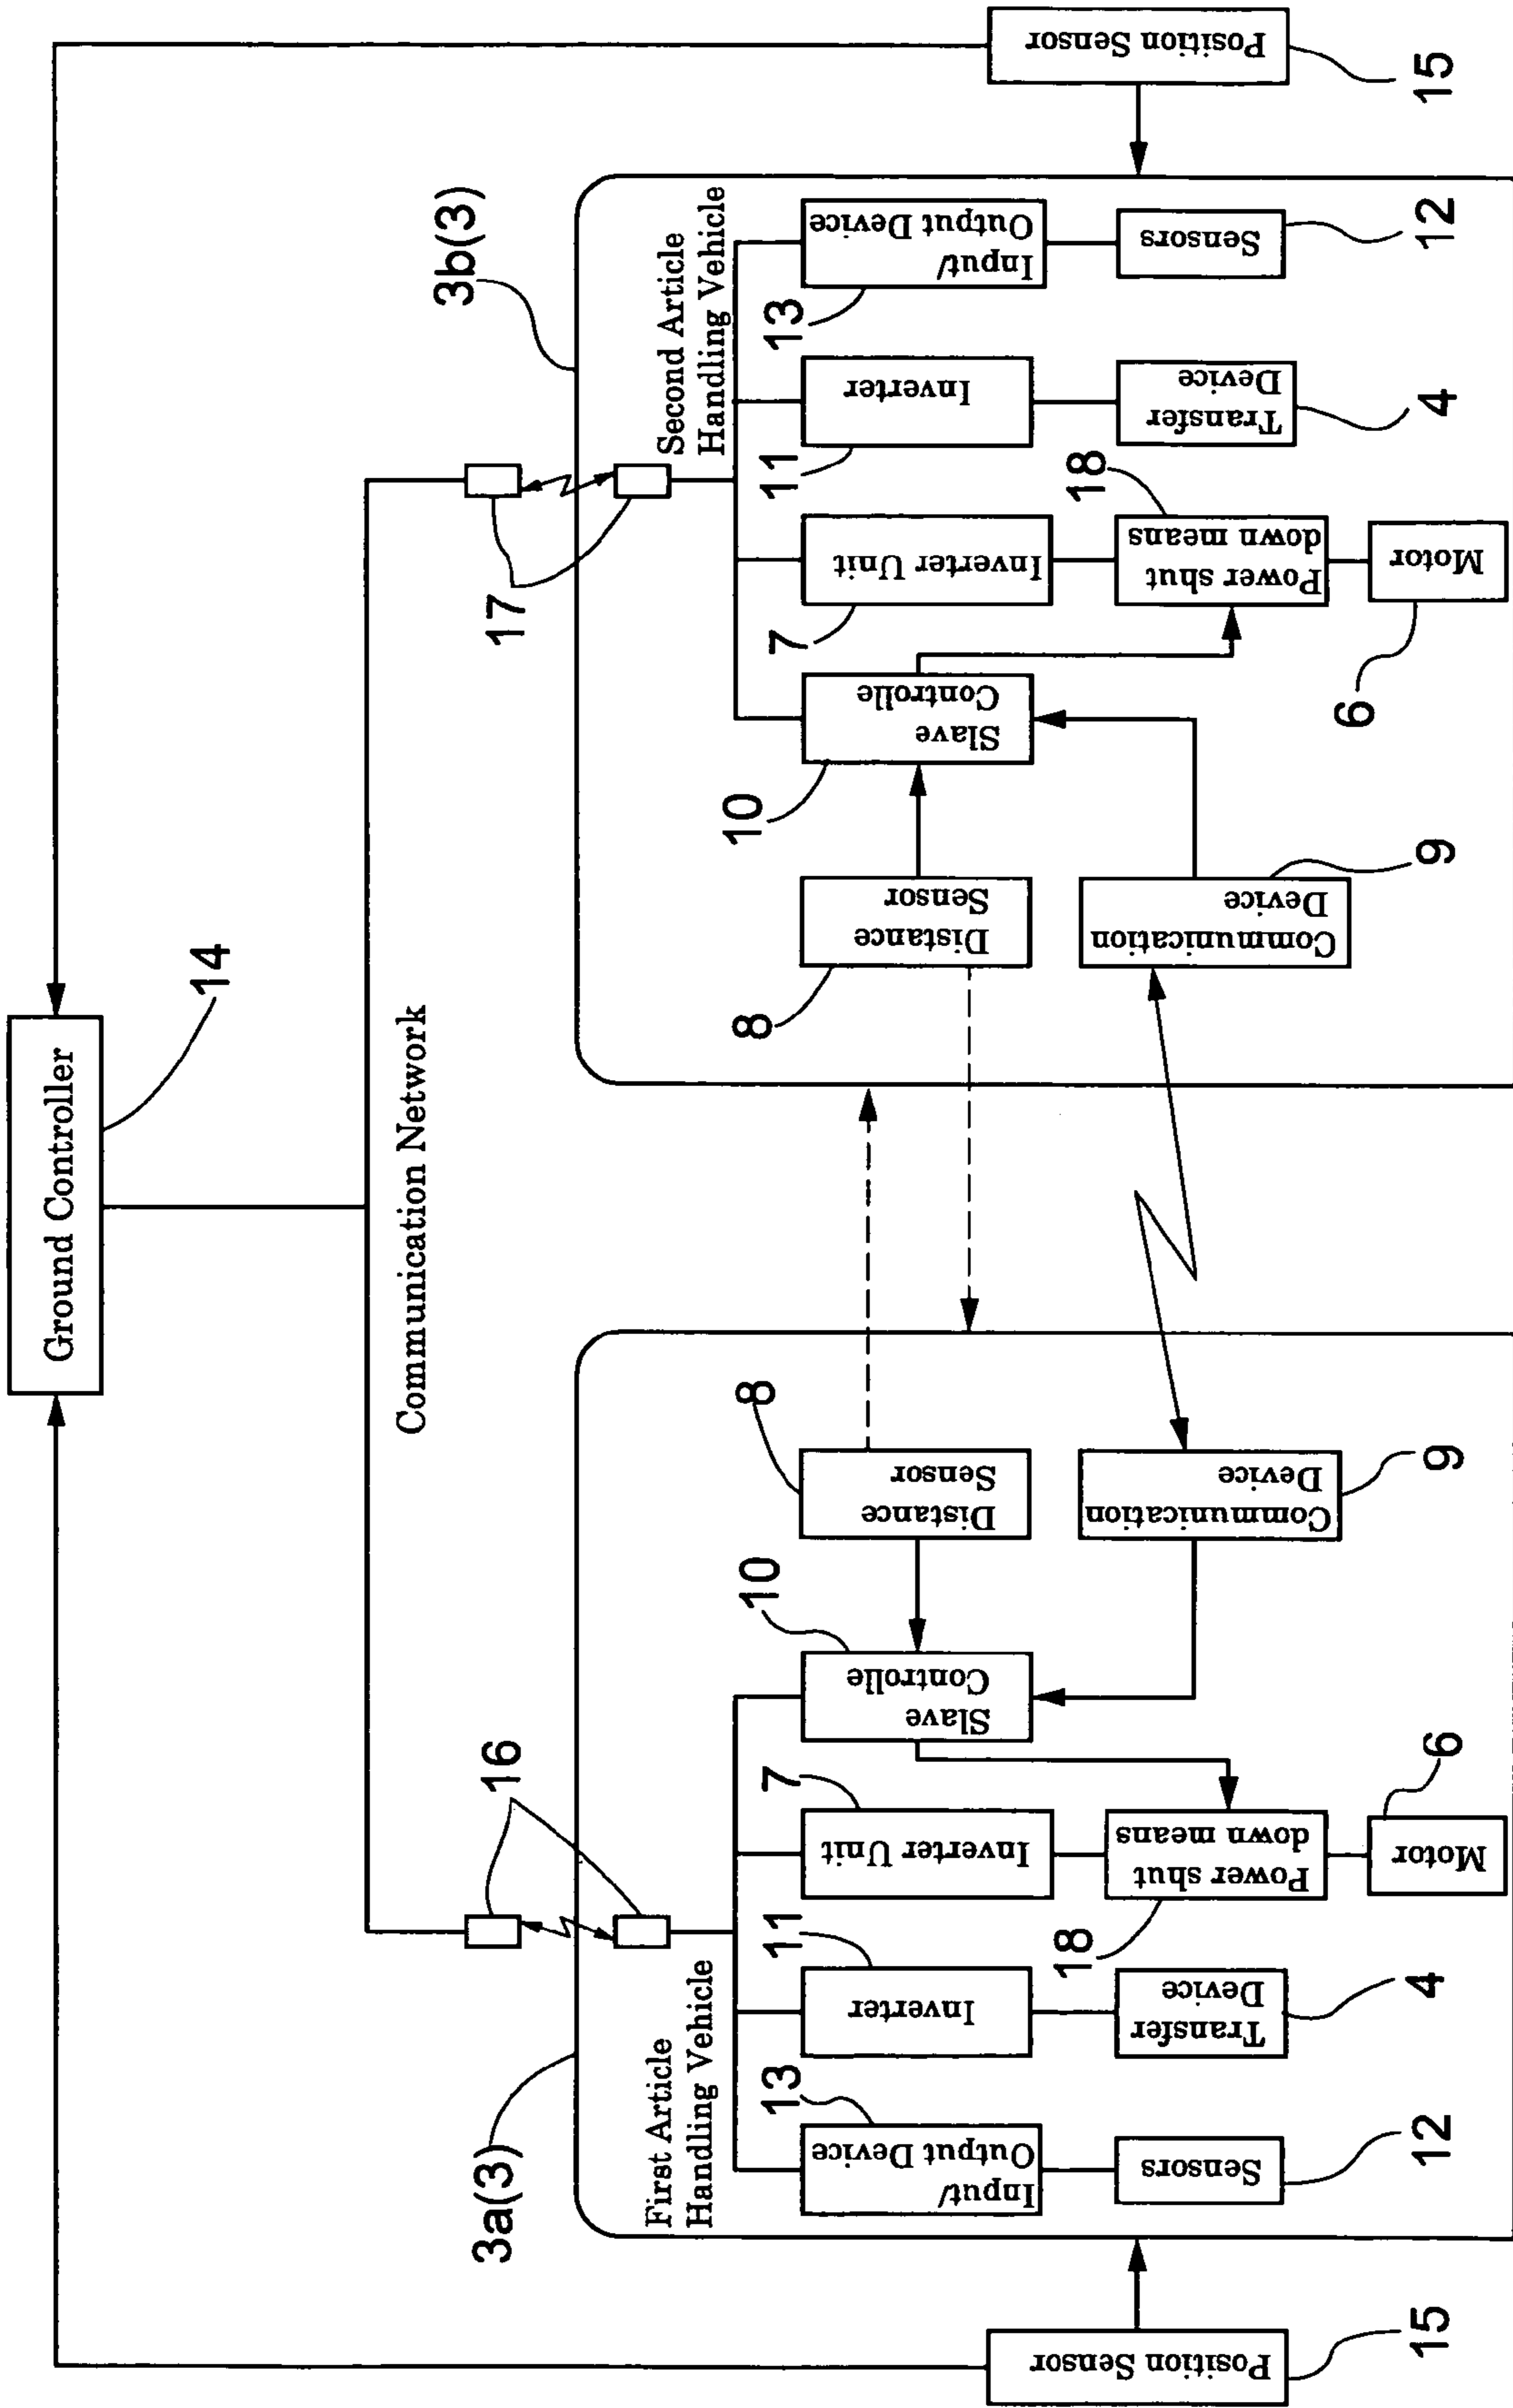 Ground Controller
14
Communication Network
3a(3)
16
17
3b(3)
First Article
Handling Vehicle
Second Article
Handling Vehicle
13
Input/
Output Device
11
Inverter
7
Inverter Unit
10
Slave
Controlle
8
Distance
Sensor
8
Distance
Sensor
10
Slave
Controlle
7
Inverter Unit
11
Inverter
13
Input/
Output Device
Position Sensor
15
Sensors
12
Transfer
Device
4
18
Power shut
down means
Motor
6
Communication
Device
9
Communication
Device
9
Power shut
down means
18
Motor
6
Transfer
Device
4
Sensors
12
Position Sensor
15